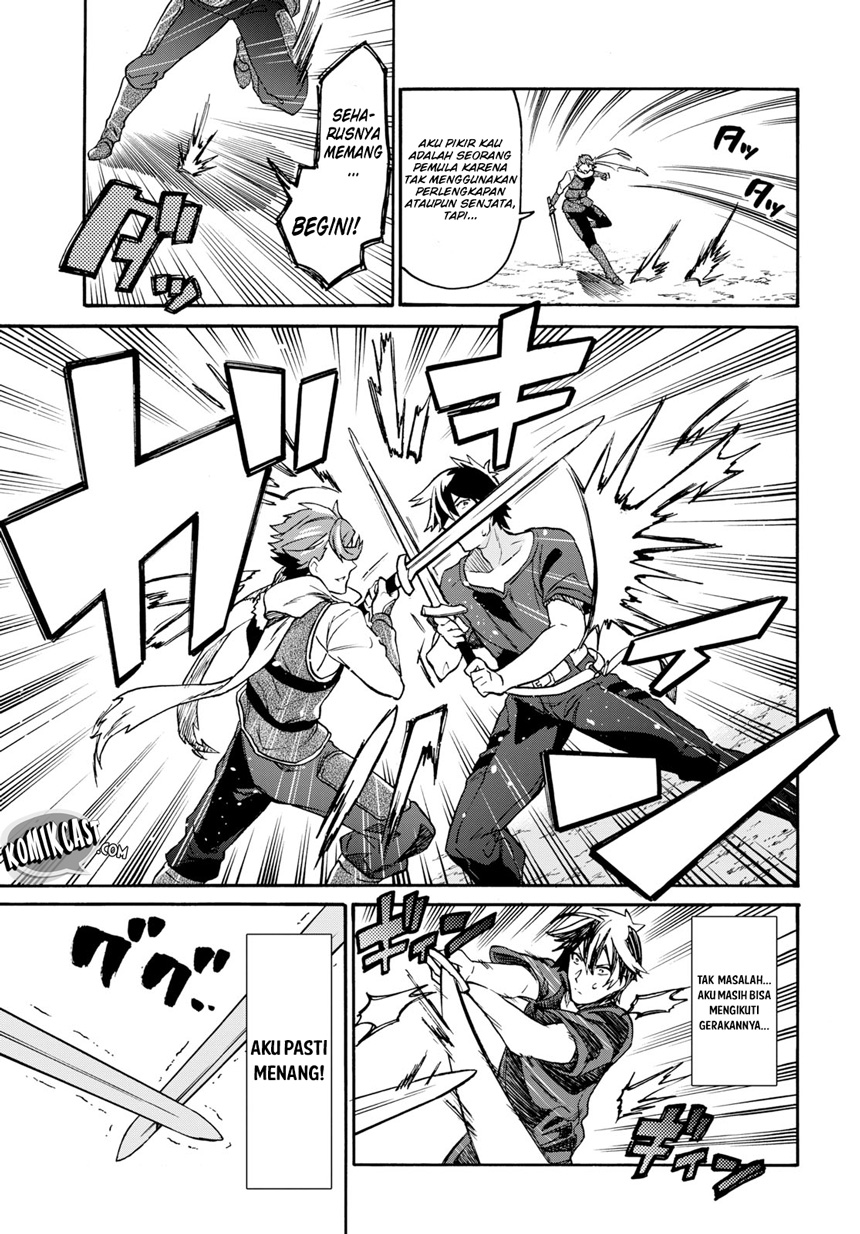 AKU PIKIR KAU
ADALAH SEORANG
PEMULA KARENA
TAK MENGGUNAKAN
PERLENGKAPAN
ATAUPUN SENJATA,
TAPI...
タッ
タッ
SEHA-
RUSNYA
MEMANG
...
BEGINI!
ダッ
ガキィン
KOMIKCAST
.COM
TAK MASALAH...
AKU MASIH BISA
MENGIKUTI
GERAKANNYA...
ギィン
ギィン
AKU PASTI
MENANG!
ググ..